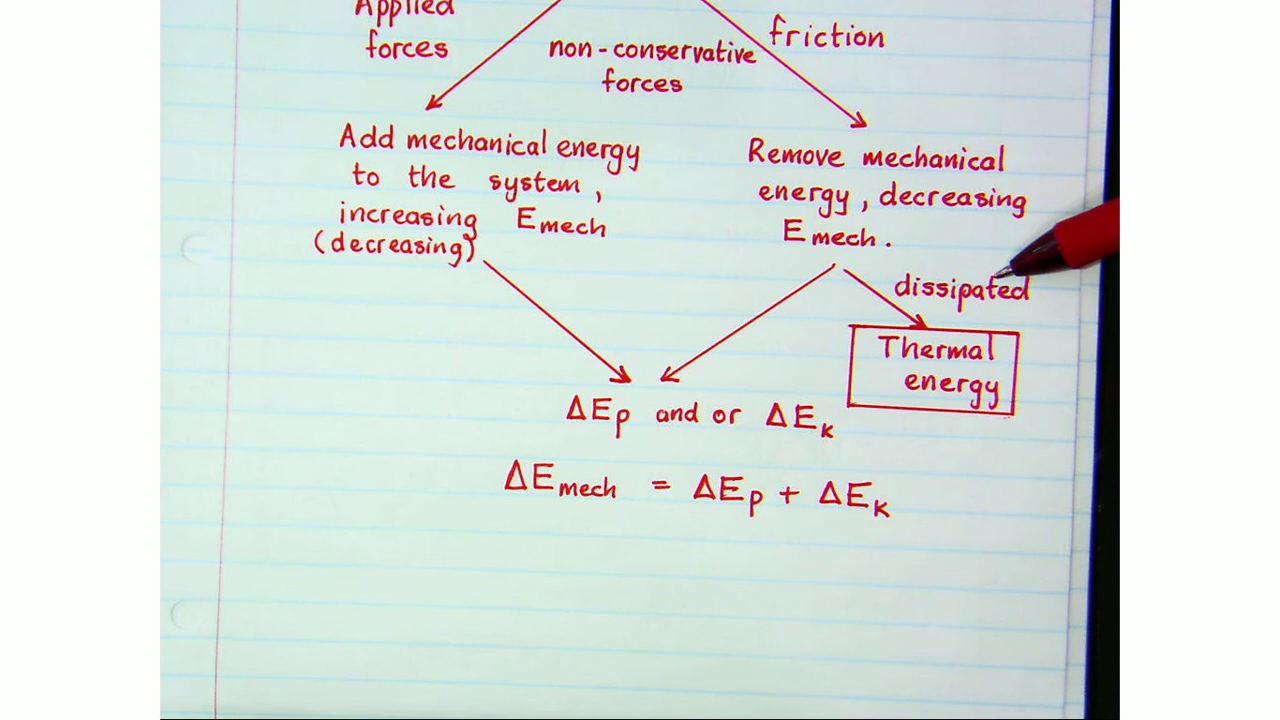 Applied
forces
non-conservative
forces
friction
Add mechanical energy
to the system,
increasing Emech
(decreasing)
Remove mechanical
energy, decreasing
Emech.
dissipated
Thermal
energy
ΔEp and or ΔEk
ΔEmech = ΔEp + ΔEk